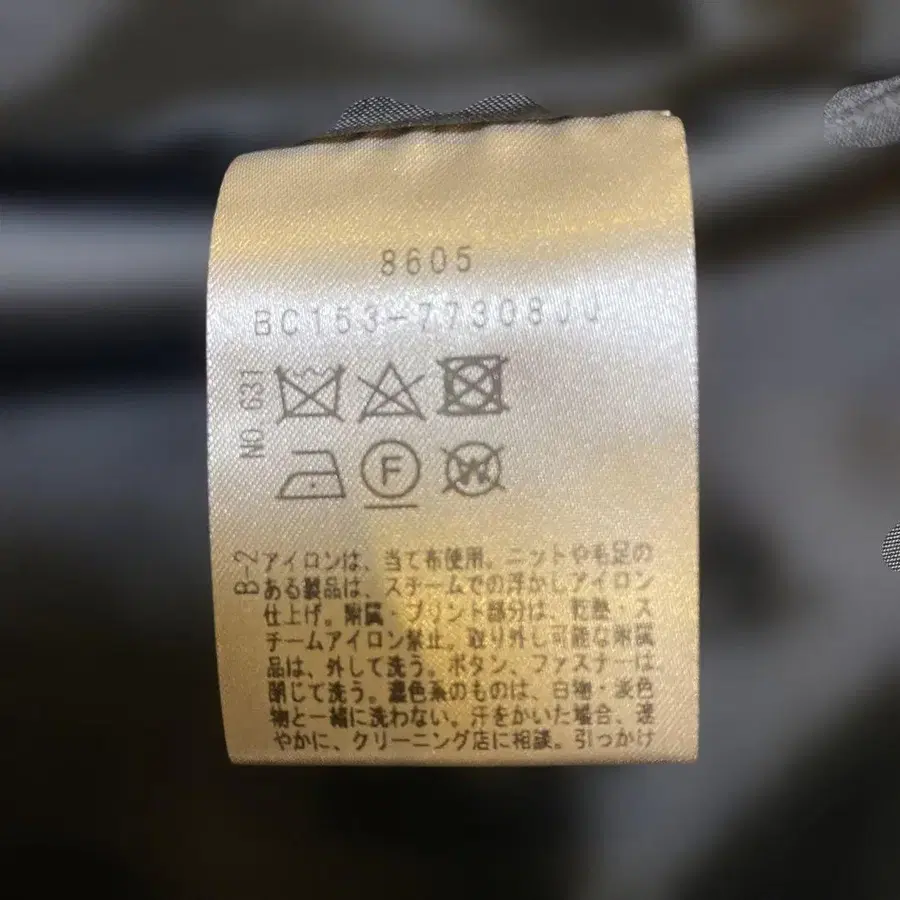 8605
BC153-77308JJ
NO 631
F
W
B-2
アイロンは、当て布使用。ニットや毛足の
ある製品は、スチームでの浮かしアイロン
仕上げ。附属・プリント部分は、乾熱・ス
チームアイロン禁止。取り外し可能な附属
品は、外して洗う。ボタン、ファスナーは
閉じて洗う。濃色系のものは、白物・淡色
物と一緒に洗わない。汗をかいた場合、速
やかに、クリーニング店に相談。引っかけ